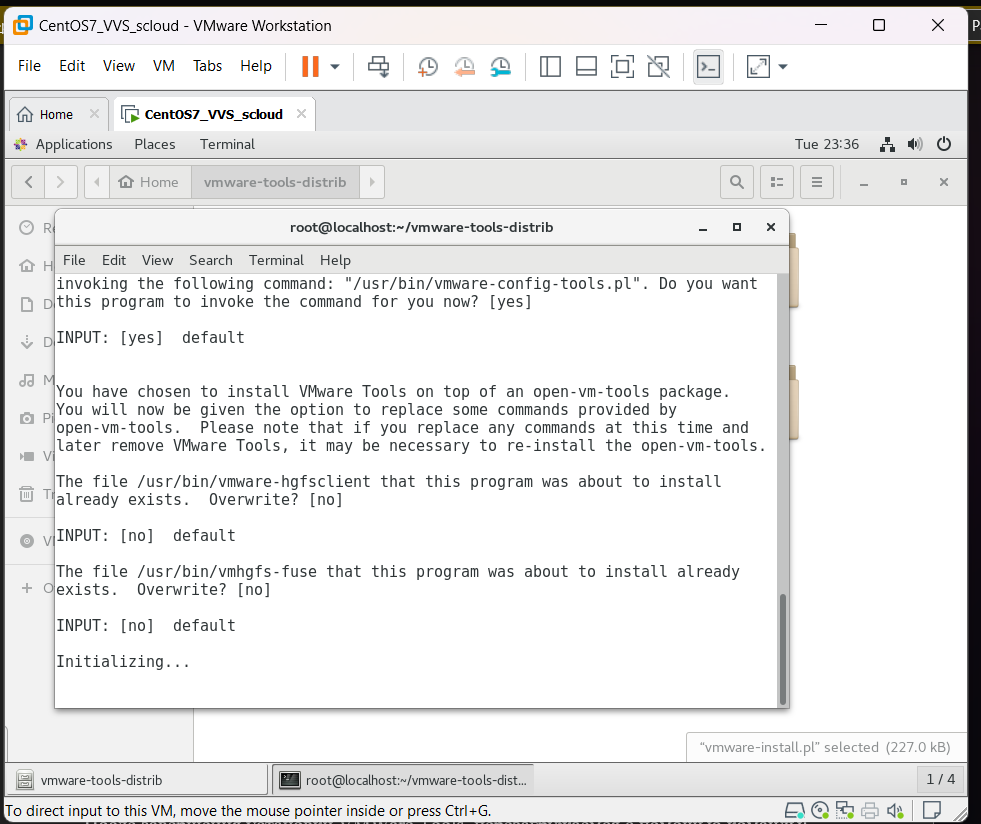 CentOS7_VVS_scloud - VMware Workstation
File Edit View VM Tabs Help
Home CentOS7_VVS_scloud
Applications Places Terminal Tue 23:36
Home vmware-tools-distrib
root@localhost:~/vmware-tools-distrib
File Edit View Search Terminal Help
invoking the following command: "/usr/bin/vmware-config-tools.pl". Do you want
this program to invoke the command for you now? [yes]
INPUT: [yes]  default
You have chosen to install VMware Tools on top of an open-vm-tools package.
You will now be given the option to replace some commands provided by
open-vm-tools.  Please note that if you replace any commands at this time and
later remove VMware Tools, it may be necessary to re-install the open-vm-tools.
The file /usr/bin/vmware-hgfsclient that this program was about to install
already exists.  Overwrite? [no]
INPUT: [no]  default
The file /usr/bin/vmhgfs-fuse that this program was about to install already
exists.  Overwrite? [no]
INPUT: [no]  default
Initializing...
"vmware-install.pl" selected (227.0 kB)
vmware-tools-distrib root@localhost:~/vmware-tools-dist... 1 / 4
To direct input to this VM, move the mouse pointer inside or press Ctrl+G.